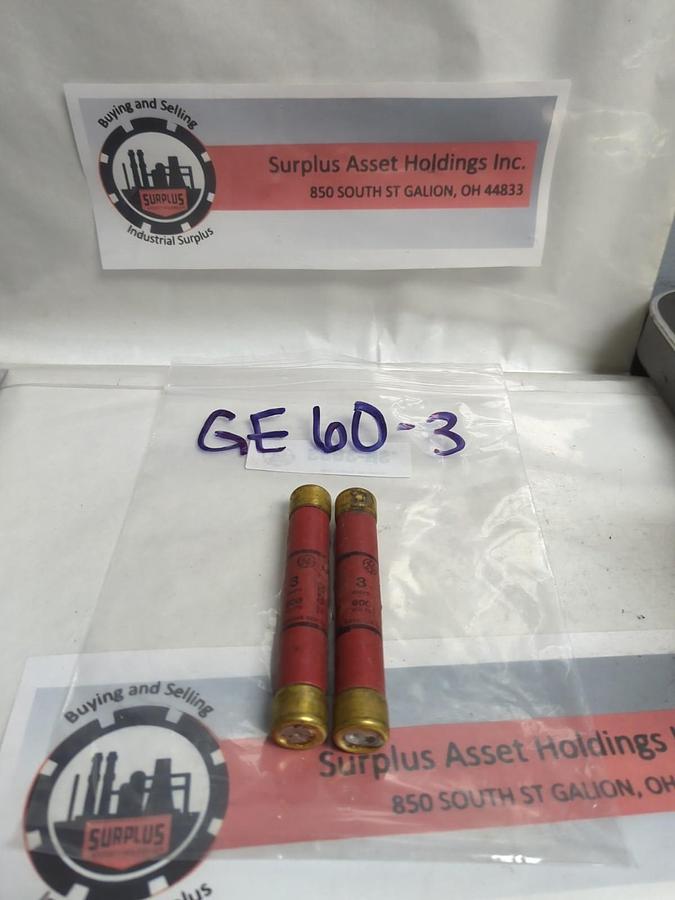 Buying and Selling
SURPLUS
Industrial Surplus
Surplus Asset Holdings Inc.
850 SOUTH ST GALION, OH 44833
GE 60-3
3
3
600
Buying and Selling
SURPLUS
Surplus Asset Holdings
850 SOUTH ST GALION, OH